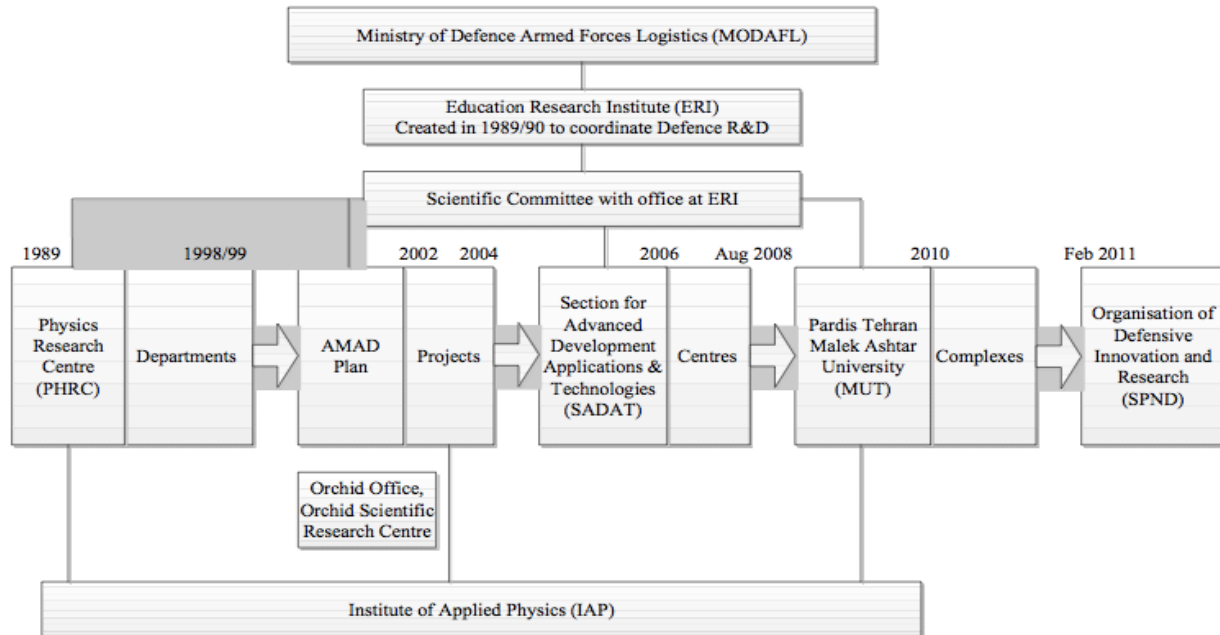 Ministry of Defence Armed Forces Logistics (MODAFL)
Education Research Institute (ERI)
Created in 1989/90 to coordinate Defence R&D
Scientific Committee with office at ERI
1989
1998/99
2002
2004
2006
Aug 2008
2010
Feb 2011
Physics
Research
Centre
(PHRC)
Departments
AMAD
Plan
Projects
Section for
Advanced
Development
Applications &
Technologies
(SADAT)
Centres
Pardis Tehran
Malek Ashtar
University
(MUT)
Complexes
Organisation of
Defensive
Innovation and
Research
(SPND)
Orchid Office,
Orchid Scientific
Research Centre
Institute of Applied Physics (IAP)